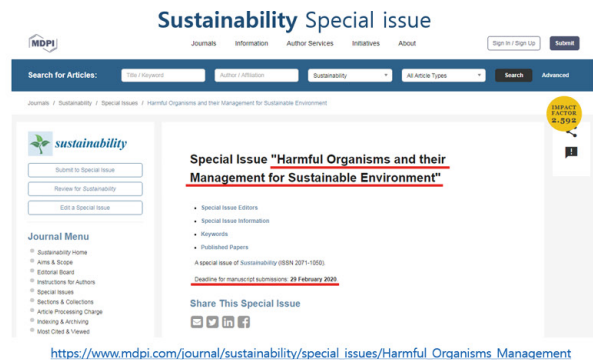 Sustainability Special issue
MDPI
Journals Information Author Services Initiatives About
Sign In / Sign Up Submit
Search for Articles: Title / Keyword Author / Affiliation Sustainability All Article Types Search Advanced
Journals / Sustainability / Special Issues / Harmful Organisms and their Management for Sustainable Environment
IMPACT
FACTOR
2.592
sustainability
Submit to Special Issue
Review for Sustainability
Edit a Special Issue
Journal Menu
Sustainability Home
Aims & Scope
Editorial Board
Instructions for Authors
Special Issues
Sections & Collections
Article Processing Charge
Indexing & Archiving
Most Cited & Viewed
Special Issue "Harmful Organisms and their
Management for Sustainable Environment"
Special Issue Editors
Special Issue Information
Keywords
Published Papers
A special issue of Sustainability (ISSN 2071-1050).
Deadline for manuscript submissions: 29 February 2020.
Share This Special Issue
https://www.mdpi.com/journal/sustainability/special_issues/Harmful_Organisms_Management